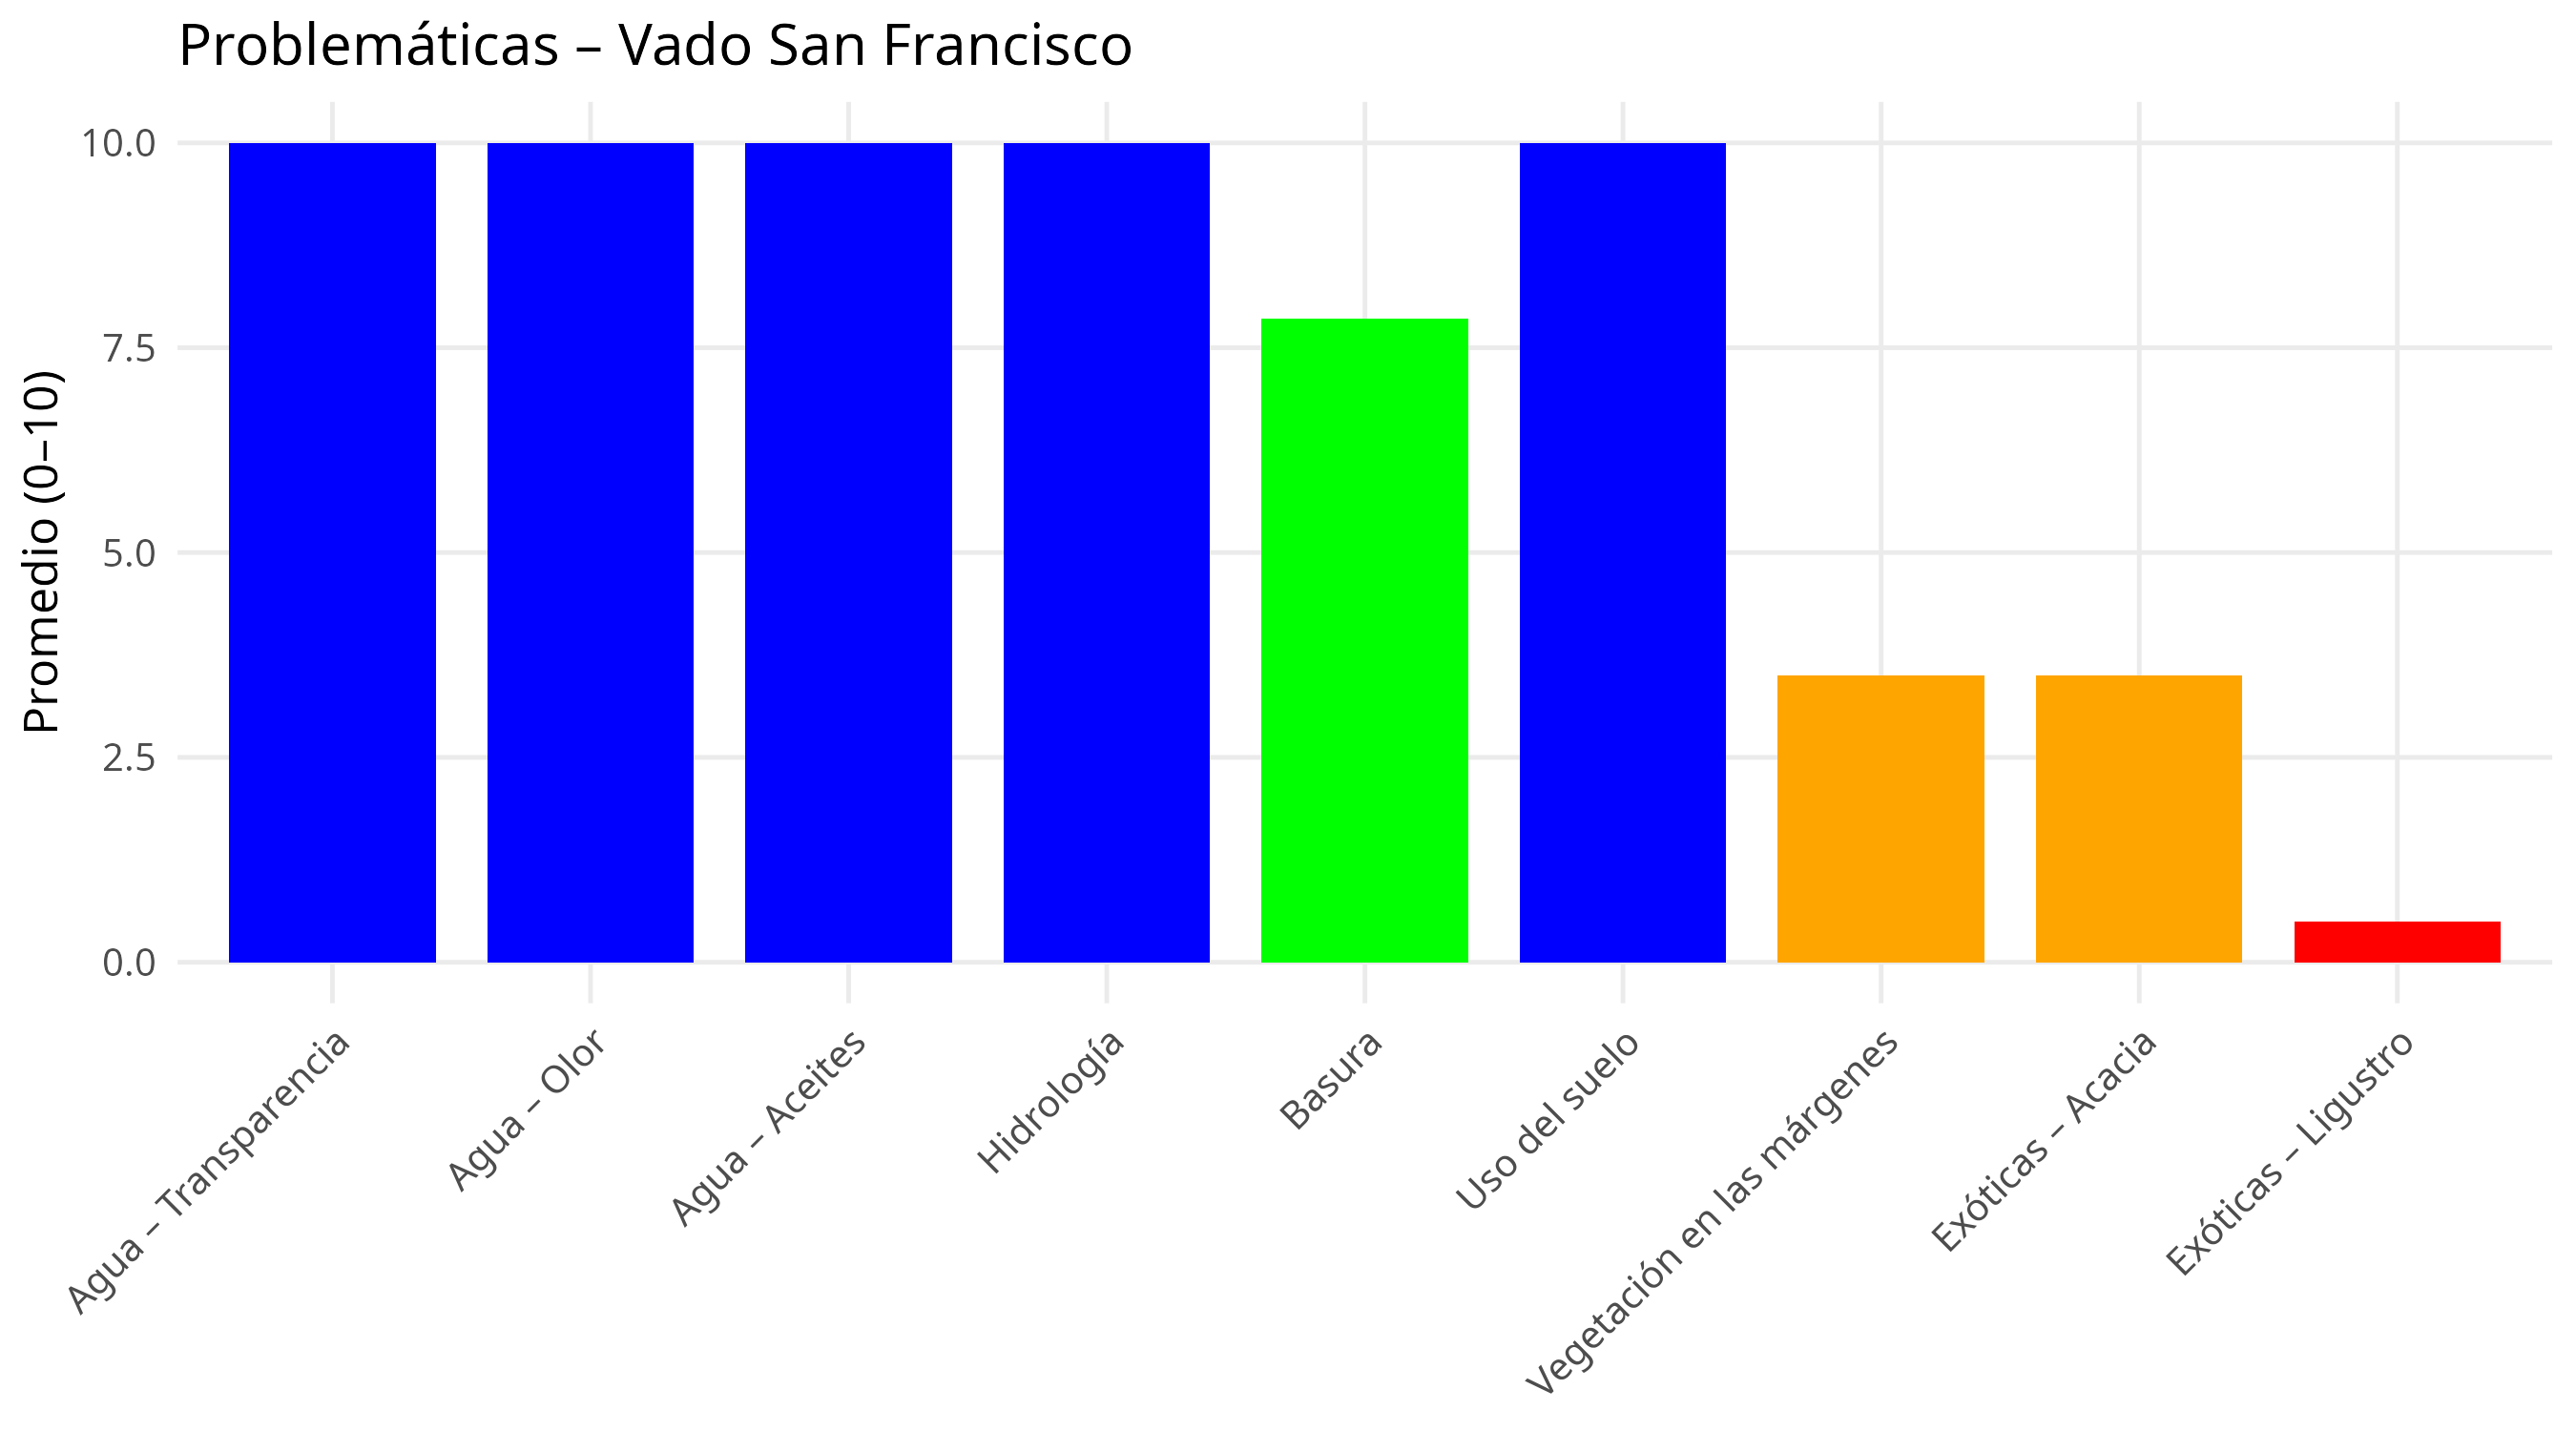 Problemáticas – Vado San Francisco
Promedio (0–10)
10.0
7.5
5.0
2.5
0.0
Agua – Transparencia
Agua – Olor
Agua – Aceites
Hidrología
Basura
Uso del suelo
Vegetación en las márgenes
Exóticas – Acacia
Exóticas – Ligustro